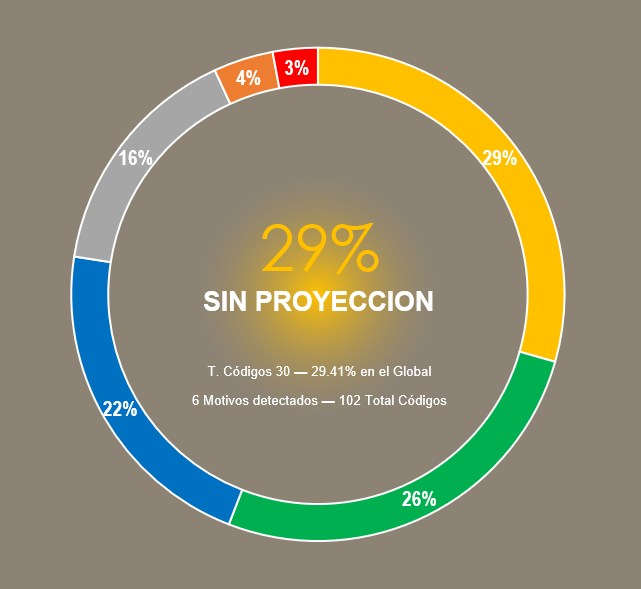 3%
4%
29%
16%
29%
SIN PROYECCION
T. Códigos 30 — 29.41% en el Global
6 Motivos detectados — 102 Total Códigos
22%
26%